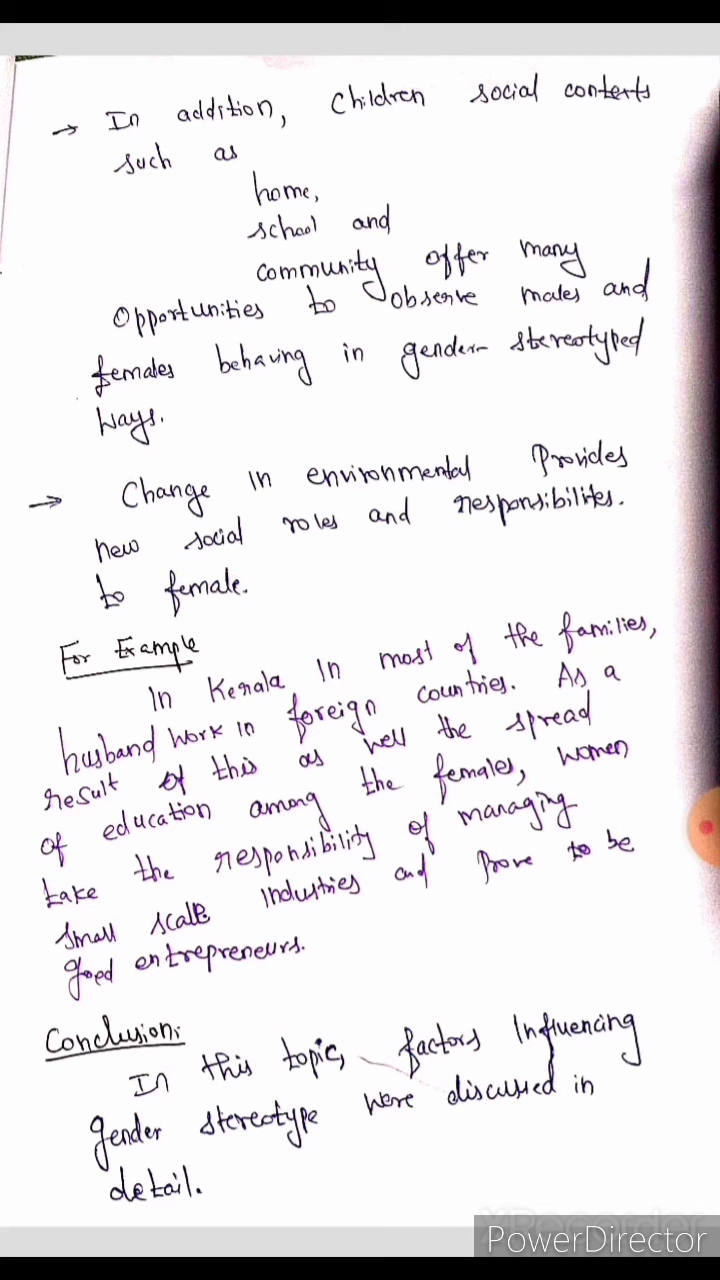 → In addition, children social contexts
such as
home,
school and
community offer many
opportunities to observe males and
females behaving in gender-stereotyped
ways.
→ Change in environmental provides
new social roles and responsibilites.
to female.
For Example
In Kerala In most of the families,
husband work in foreign countries. As a
result of this as well the spread
of education among the females, women
take the responsibility of managing
small scale industries and prove to be
good entrepreneurs.
Conclusion:
In this topic, factors Influencing
gender stereotype were discussed in
detail.
XRecorder
PowerDirector